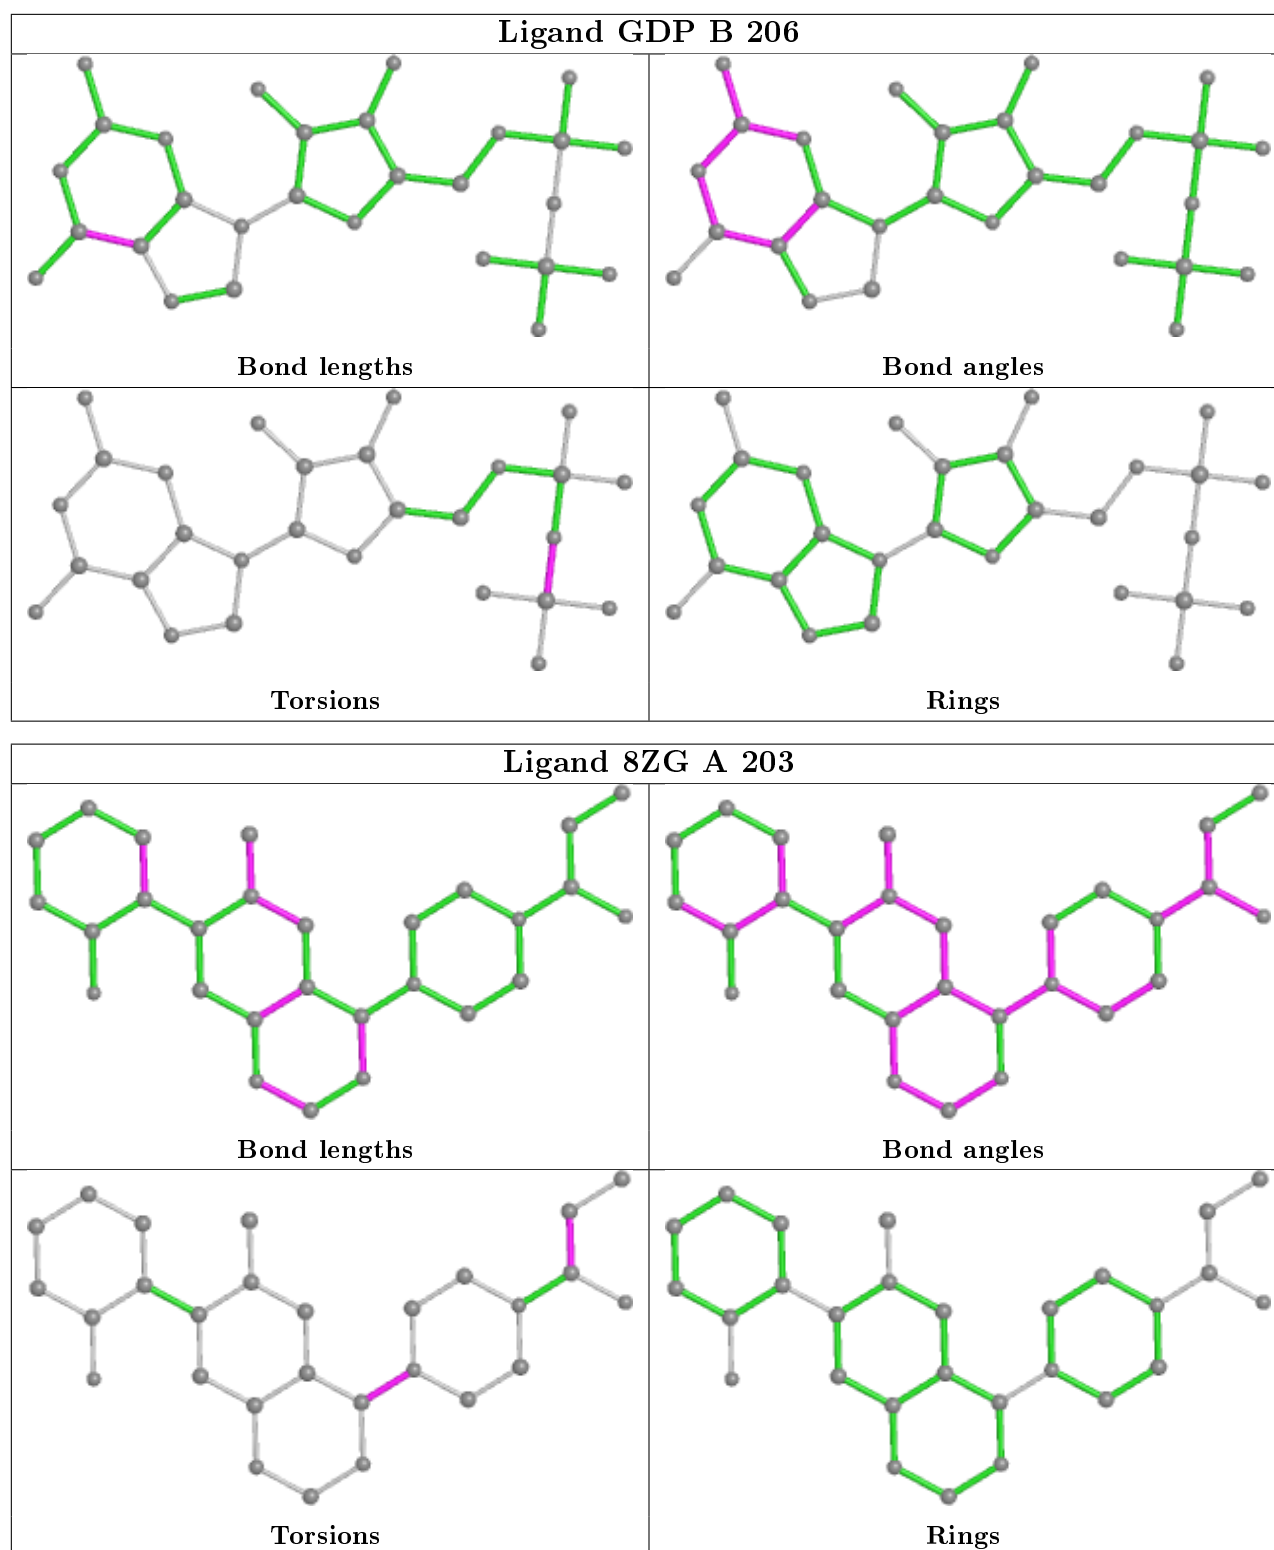 Ligand GDP B 206
Bond lengths
Bond angles
Torsions
Rings
Ligand 8ZG A 203
Bond lengths
Bond angles
Torsions
Rings